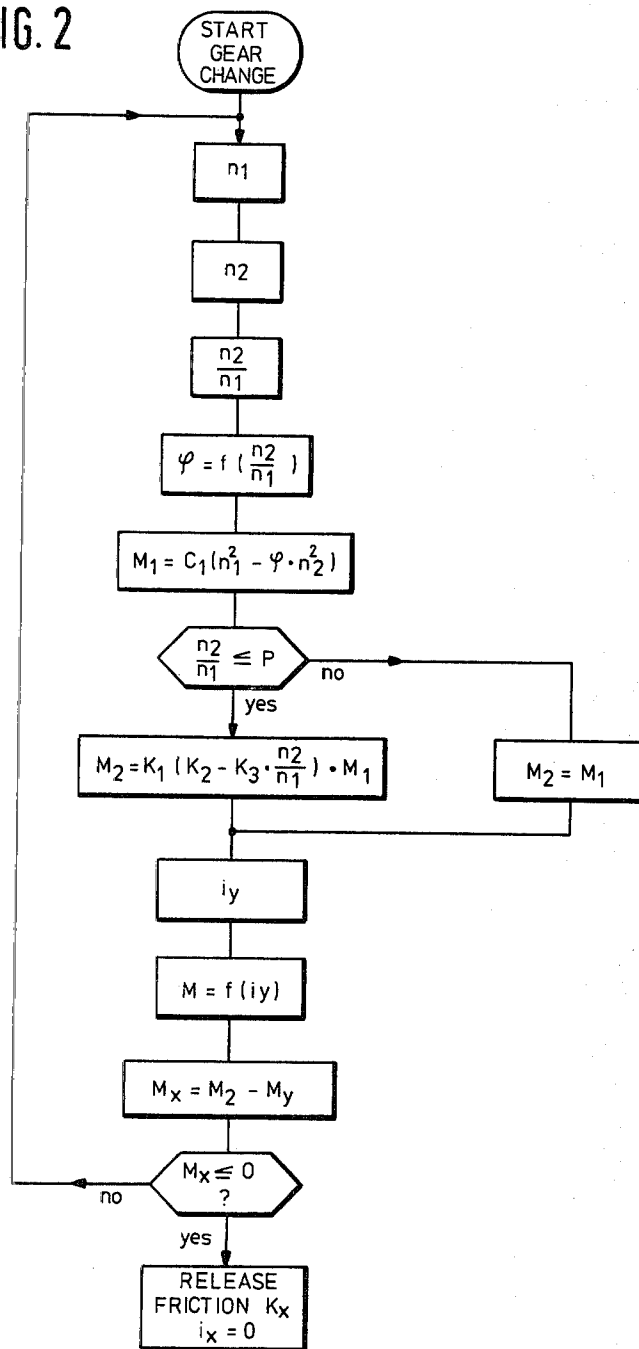 FIG. 2
START
GEAR
CHANGE
n1
n2
n2
n1
φ = f ( n2
n1 )
M1 = C1 (n1² - φ · n2²)
n2
n1 ≤ P
no
yes
M2 = K1 (K2 - K3 · n2
n1 ) · M1
M2 = M1
iy
M = f (iy)
Mx = M2 - My
Mx ≦ 0
?
no
yes
RELEASE
FRICTION Kx
ix = 0